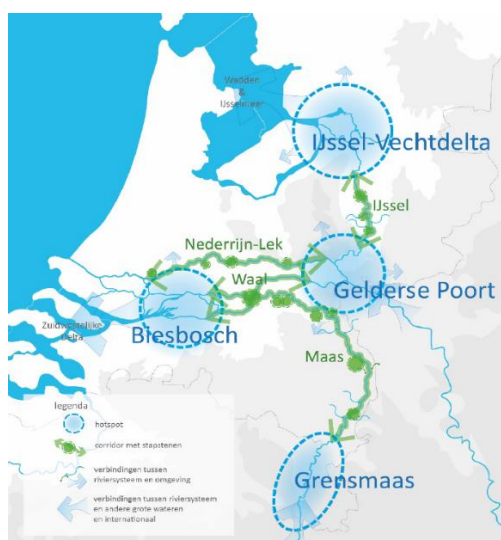 Wadden
&
IJsselmeer
IJssel-Vechtdelta
IJssel
Nederrijn-Lek
Waal
Gelderse Poort
Biesbosch
Zuidwestelijke
Delta
Maas
Grensmaas
legenda
hotspot
corridor met stapstenen
verbindingen tussen
riviersysteem en omgeving
verbindingen tussen riviersysteem
en andere grote wateren
en internationaal